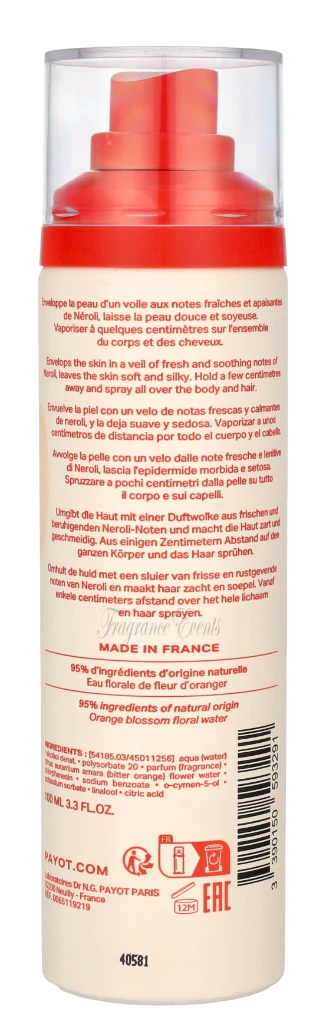 Enveloppe la peau d'un voile aux notes fraîches et apaisantes
de Néroli, laisse la peau douce et soyeuse.
Vaporiser à quelques centimètres sur l'ensemble
du corps et des cheveux.
Envelops the skin in a veil of fresh and soothing notes of
Neroli, leaves the skin soft and silky. Hold a few centimetres
away and spray all over the body and hair.
Envuelve la piel con un velo de notas frescas y calmantes
de neroli, y la deja suave y sedosa. Vaporizar a unos
centímetros de distancia por todo el cuerpo y el cabello.
Avvolge la pelle con un velo dalle note fresche e lenitive
di Neroli, lascia l'epidermide morbida e setosa.
Spruzzare a pochi centimetri dalla pelle su tutto
il corpo e sui capelli.
Umgibt die Haut mit einer Duftwolke aus frischen und
beruhigenden Neroli-Noten und macht die Haut zart und
geschmeidig. Aus einigen Zentimetern Abstand auf den
ganzen Körper und das Haar sprühen.
Omhult de huid met een sluier van frisse en rustgevende
noten van Neroli en maakt haar zacht en soepel. Vanaf
enkele centimeters afstand over het hele lichaam
en haar sprayen.
Fragrance Events
MADE IN FRANCE
95% d'ingrédients d'origine naturelle
Eau florale de fleur d'oranger
95% ingredients of natural origin
Orange blossom floral water
INGREDIENTS : [54185.03/45011256] aqua (water)
• alcohol denat. • polysorbate 20 • parfum (fragrance) •
citrus aurantium amara (bitter orange) flower water •
chlorphenesin • sodium benzoate • o-cymen-5-ol •
potassium sorbate • linalool • citric acid
100 ML 3.3 FL.OZ.
PAYOT.COM
Laboratoires Dr N.G. PAYOT PARIS
92200 Neuilly - France
REF. 0065119219
FR
12M
EAC
3 390150 593291
40581